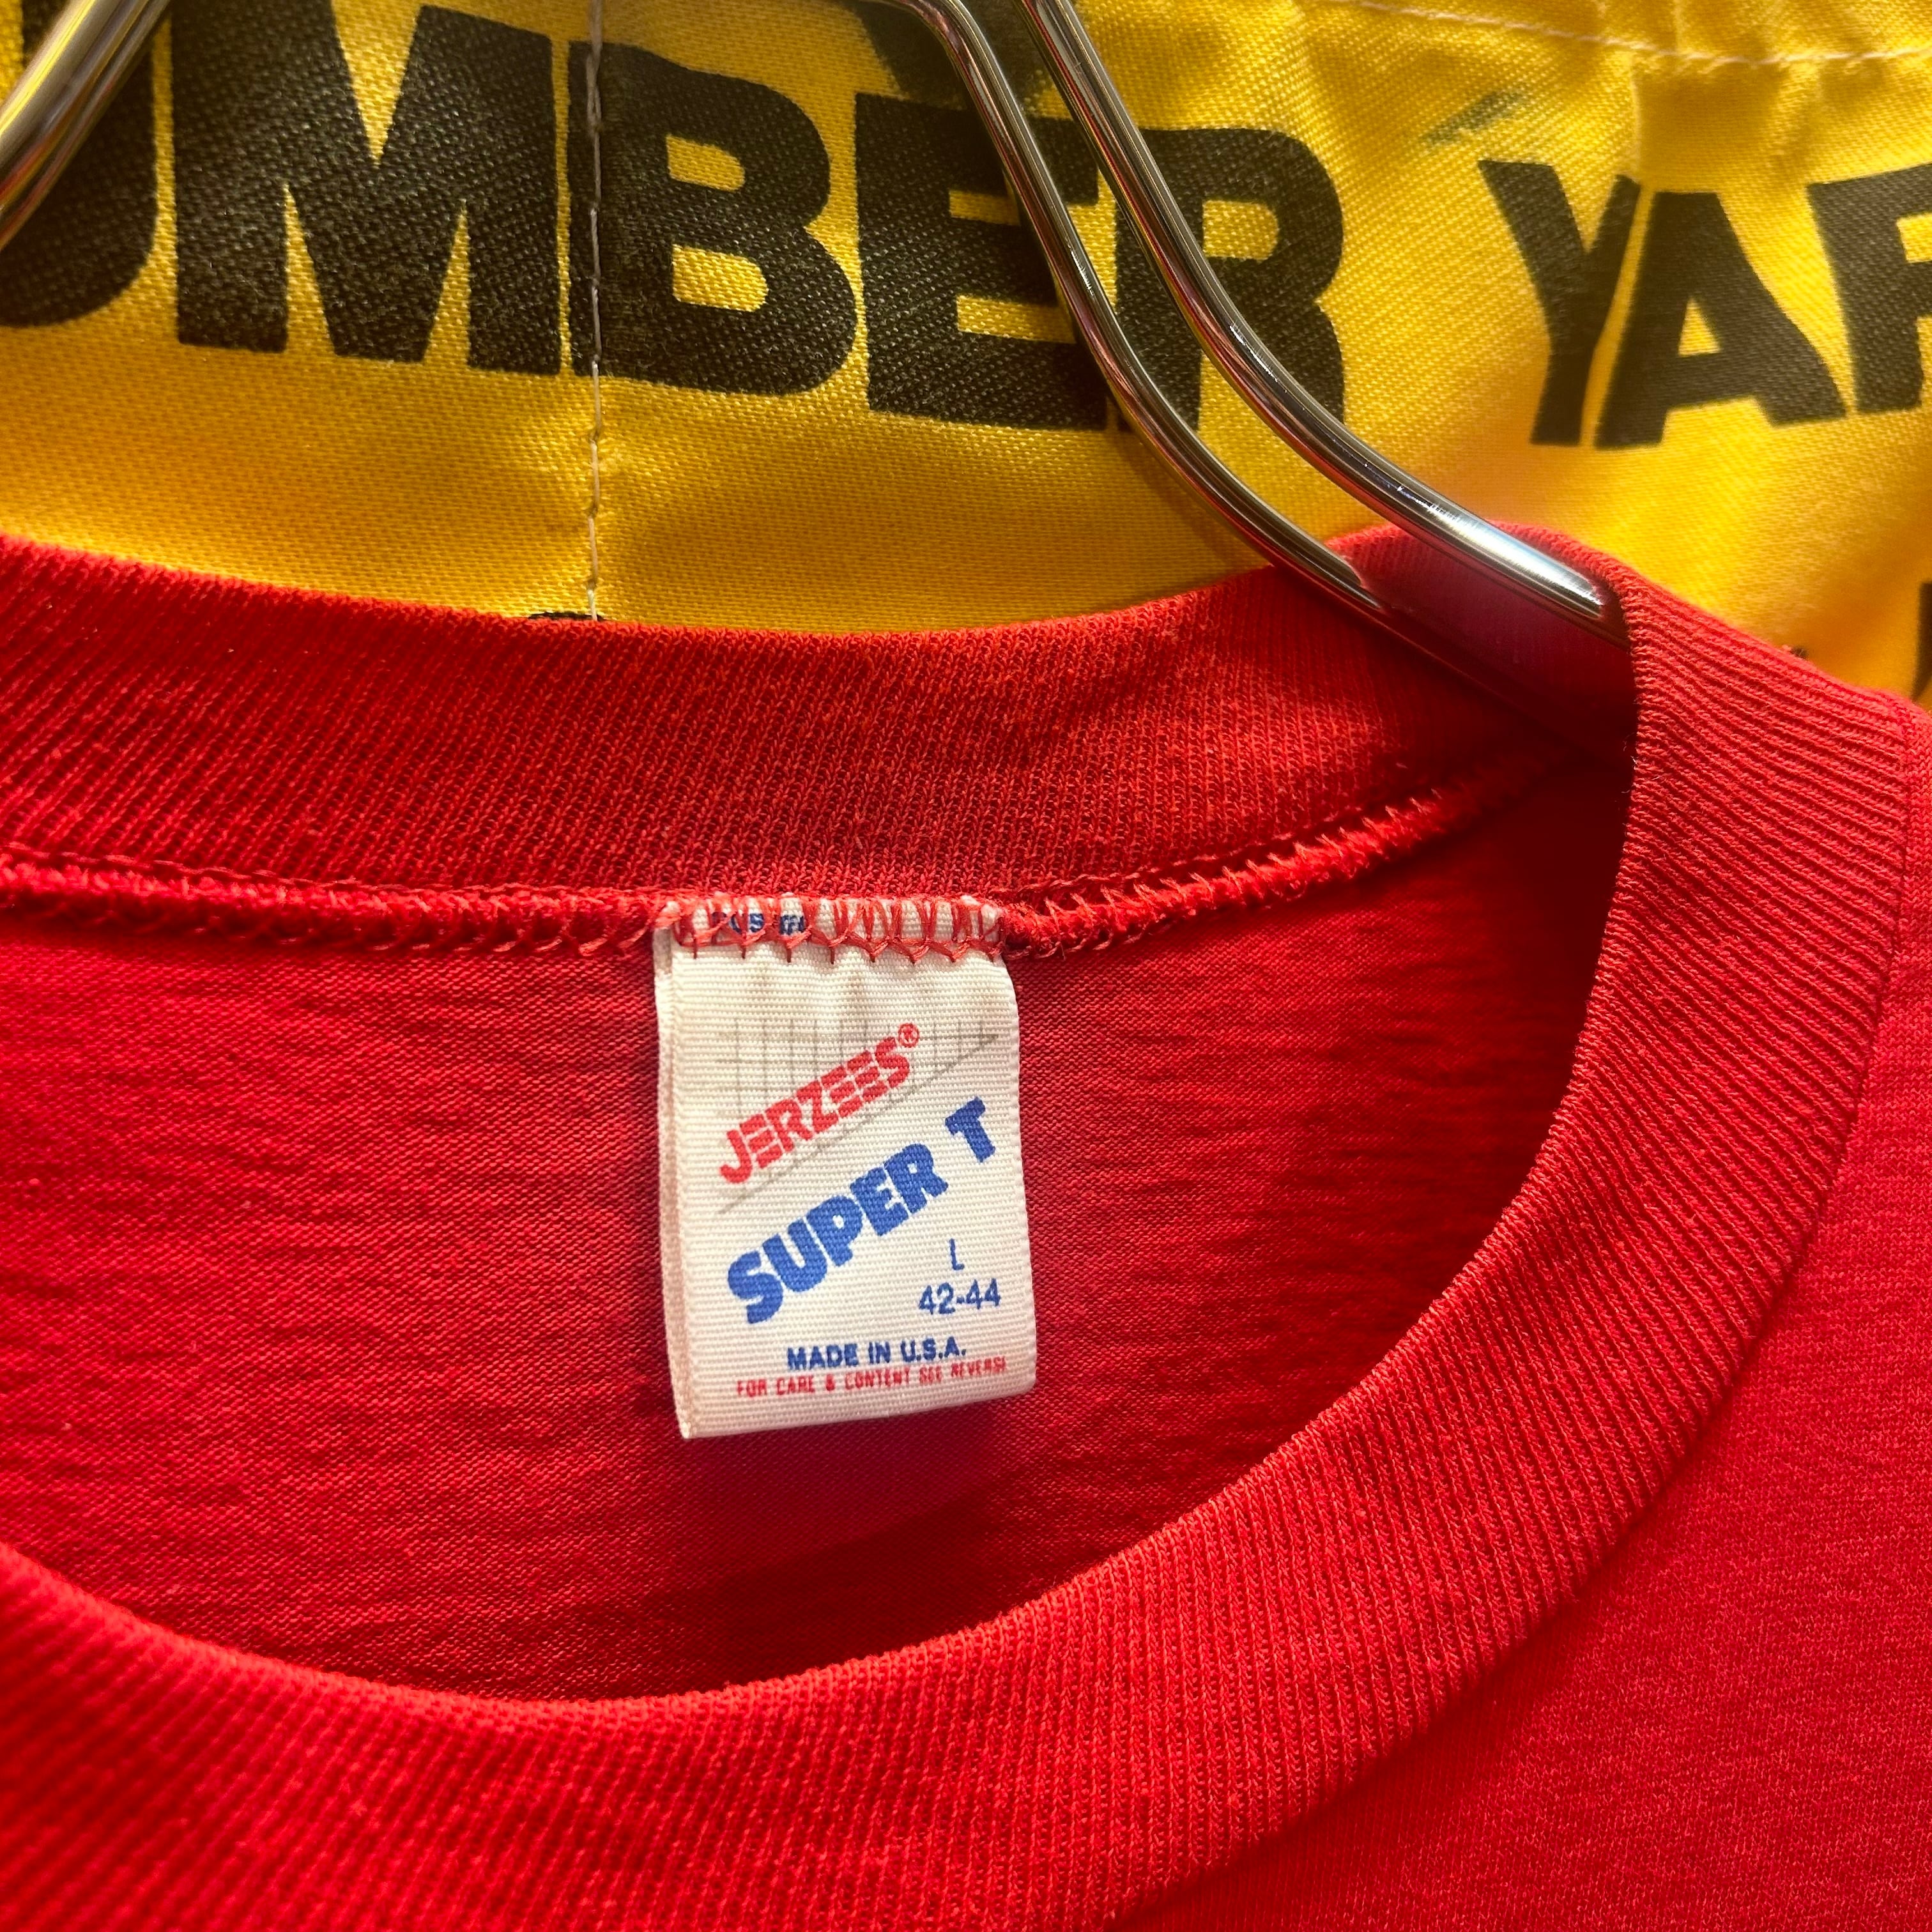 UMBER YAR
JERZEES®
SUPER T
L
42-44
MADE IN U.S.A.
FOR CARE & CONTENT SEE REVERSE